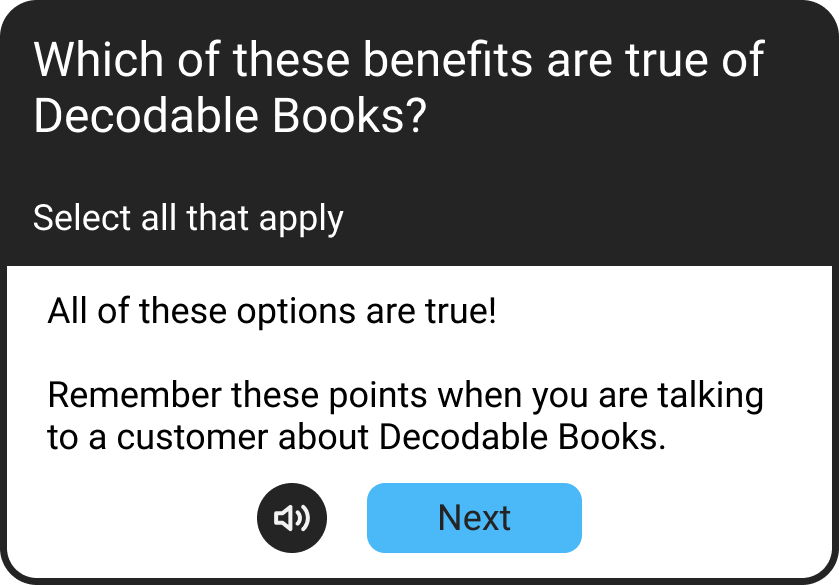 Which of these benefits are true of
Decodable Books?
Select all that apply
All of these options are true!
Remember these points when you are talking
to a customer about Decodable Books.
Next